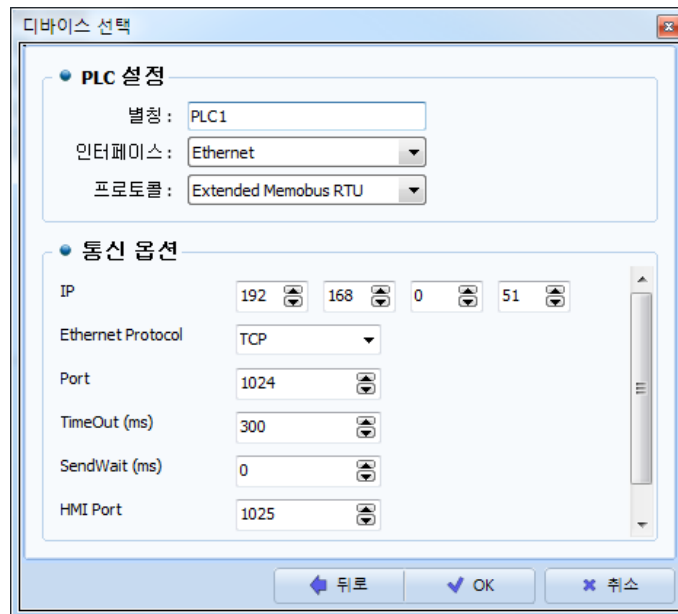 디바이스 선택
PLC 설정
별칭 : PLC1
인터페이스 : Ethernet
프로토콜 : Extended Memobus RTU
통신 옵션
IP 192 168 0 51
Ethernet Protocol TCP
Port 1024
TimeOut (ms) 300
SendWait (ms) 0
HMI Port 1025
뒤로 OK 취소